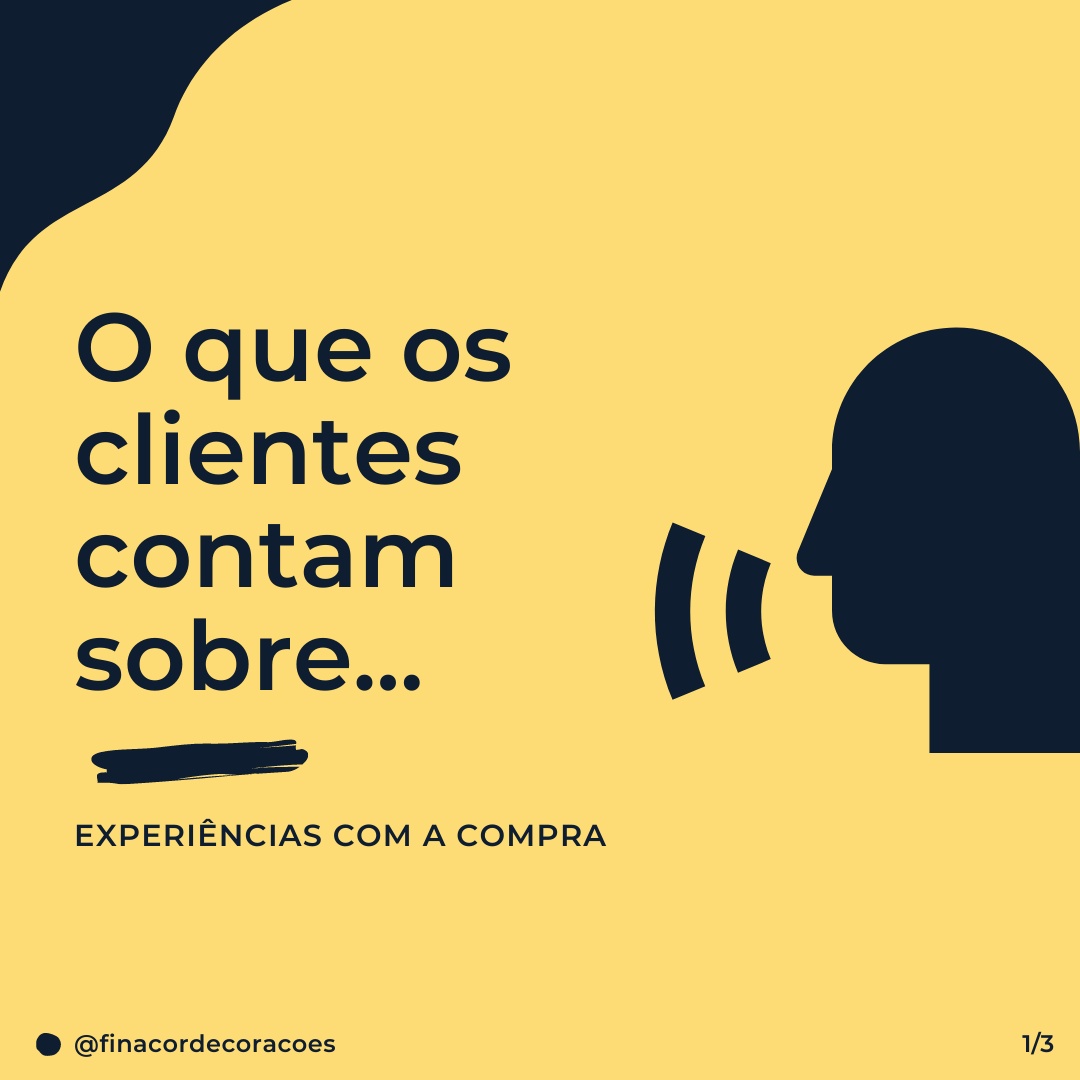 O que os
clientes
contam
sobre...
EXPERIÊNCIAS COM A COMPRA
@finacordecoracoes
1/3